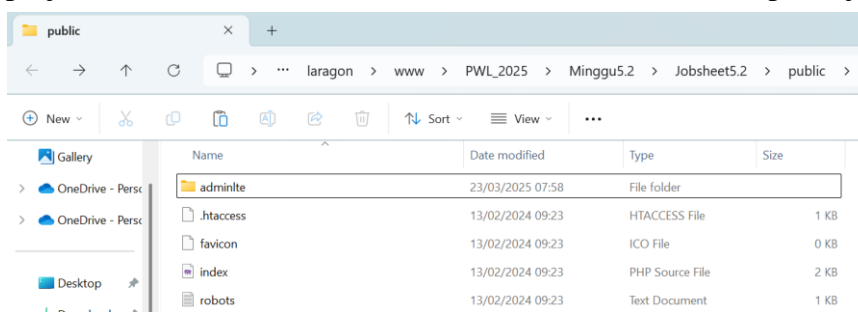 public
laragon > www > PWL_2025 > Minggu5.2 > Jobsheet5.2 > public >
New Sort View
Gallery
OneDrive - Perso
OneDrive - Perso
Desktop
Name Date modified Type Size
adminlte 23/03/2025 07:58 File folder
.htaccess 13/02/2024 09:23 HTACCESS File 1 KB
favicon 13/02/2024 09:23 ICO File 0 KB
index 13/02/2024 09:23 PHP Source File 2 KB
robots 13/02/2024 09:23 Text Document 1 KB